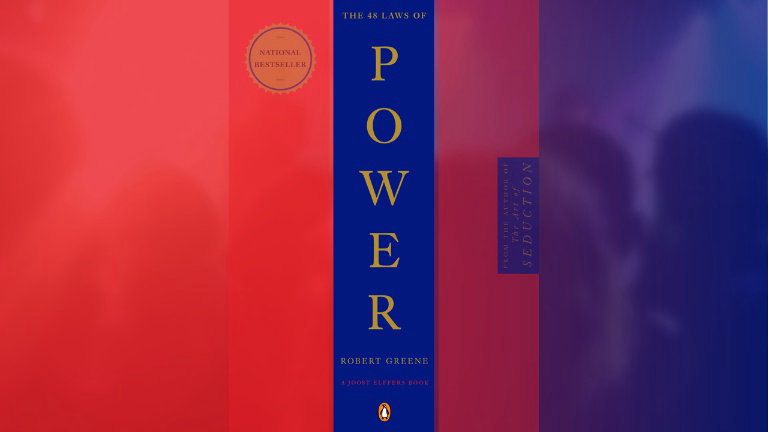 THE 48 LAWS OF
NATIONAL
BESTSELLER
P
O
W
E
R
FROM THE AUTHOR OF
The Art of
SEDUCTION
ROBERT GREENE
A JOOST ELFFERS BOOK